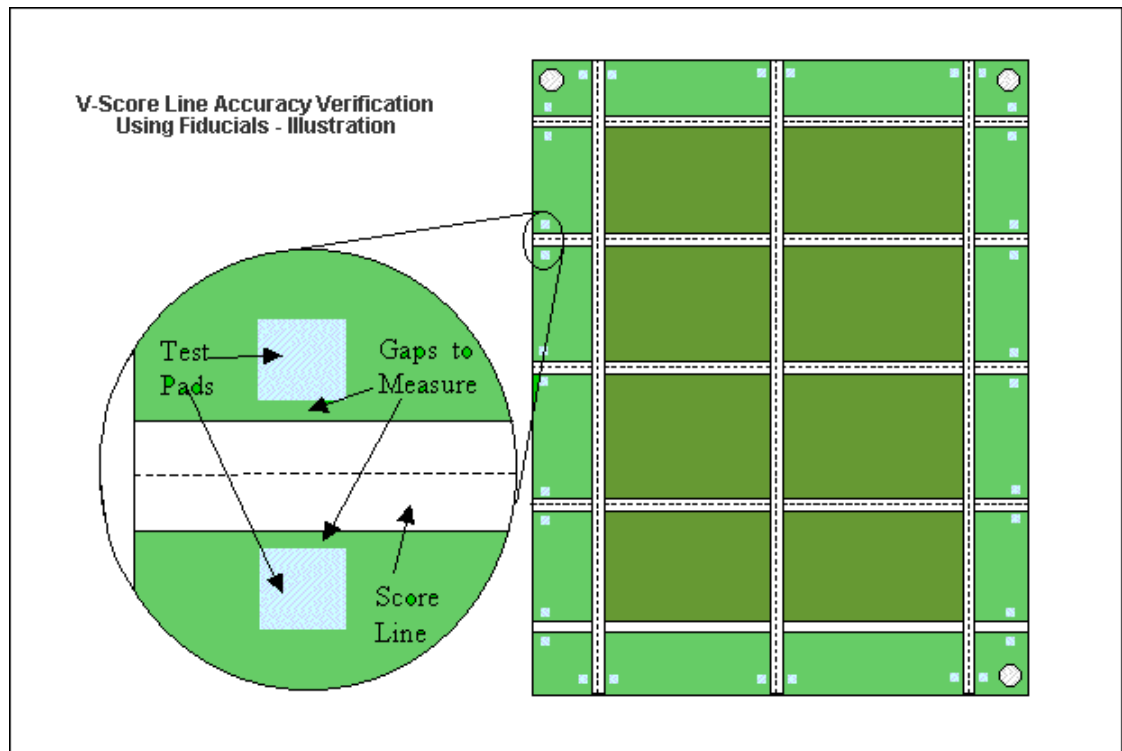 V-Score Line Accuracy Verification
Using Fiducials - Illustration
Test
Pads
Gaps to
Measure
Score
Line